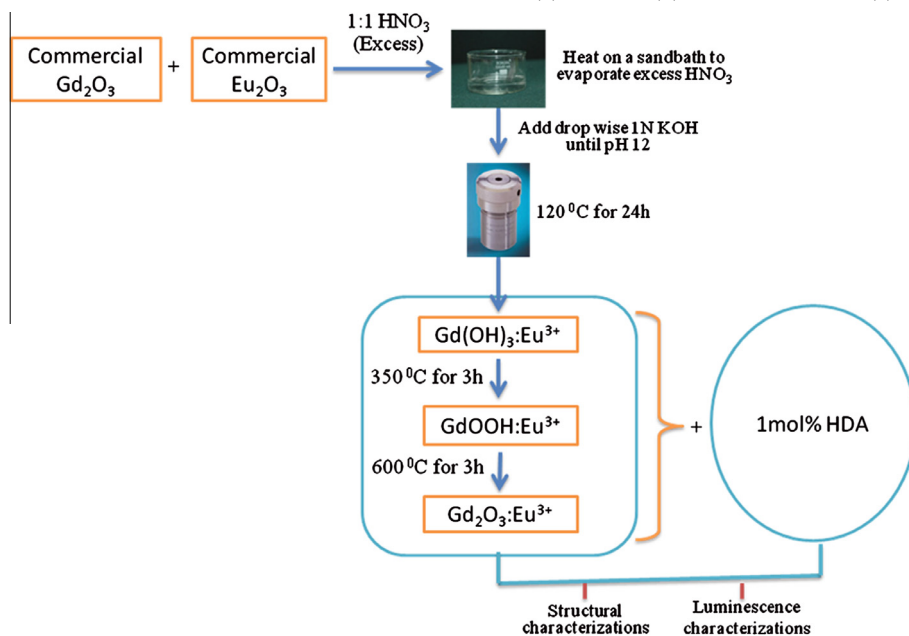 1:1 HNO₃
(Excess)
Commercial
Gd₂O₃
+
Commercial
Eu₂O₃
Heat on a sandbath to
evaporate excess HNO₃
Add drop wise 1N KOH
until pH 12
120 ⁰C for 24h
Gd(OH)₃:Eu³⁺
350 ⁰C for 3h
GdOOH:Eu³⁺
600 ⁰C for 3h
Gd₂O₃:Eu³⁺
+
1mol% HDA
Structural
characterizations
Luminescence
characterizations